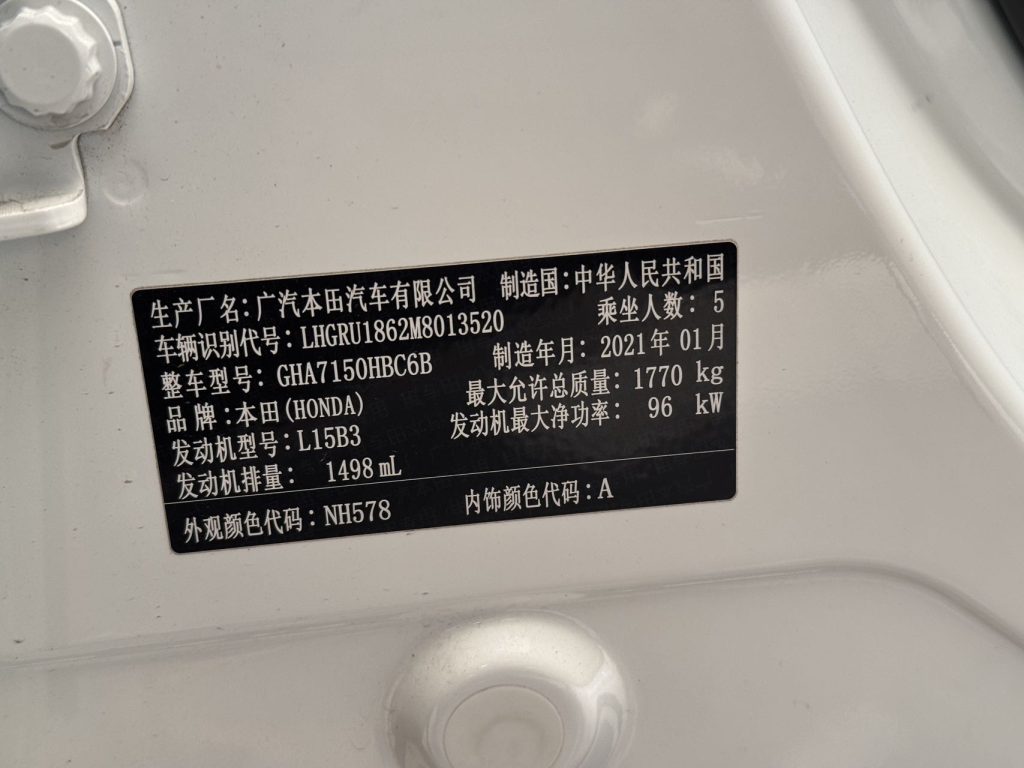 生产厂名:广汽本田汽车有限公司 制造国:中华人民共和国
车辆识别代号: LHGRU1862M8013520 乘坐人数: 5
整车型号: GHA7150HBC6B 制造年月: 2021年 01月
品 牌:本田(HONDA) 最大允许总质量: 1770 kg
发动机型号: L15B3 发动机最大净功率: 96 kW
发动机排量: 1498 mL
外观颜色代码: NH578 内饰颜色代码: A